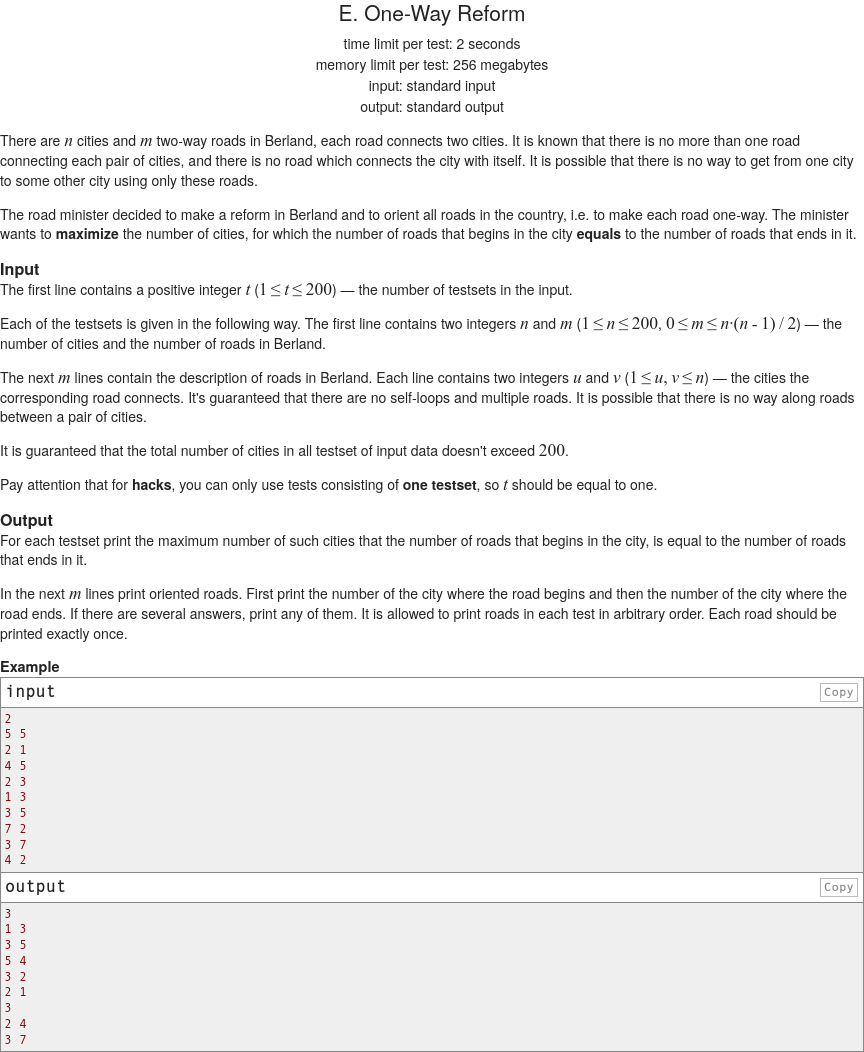 E. One-Way Reform
time limit per test: 2 seconds
memory limit per test: 256 megabytes
input: standard input
output: standard output
There are n cities and m two-way roads in Berland, each road connects two cities. It is known that there is no more than one road
connecting each pair of cities, and there is no road which connects the city with itself. It is possible that there is no way to get from one city
to some other city using only these roads.
The road minister decided to make a reform in Berland and to orient all roads in the country, i.e. to make each road one-way. The minister
wants to maximize the number of cities, for which the number of roads that begins in the city equals to the number of roads that ends in it.
Input
The first line contains a positive integer t (1 ≤ t ≤ 200) — the number of testsets in the input.
Each of the testsets is given in the following way. The first line contains two integers n and m (1 ≤ n ≤ 200, 0 ≤ m ≤ n·(n - 1) / 2) — the
number of cities and the number of roads in Berland.
The next m lines contain the description of roads in Berland. Each line contains two integers u and v (1 ≤ u, v ≤ n) — the cities the
corresponding road connects. It's guaranteed that there are no self-loops and multiple roads. It is possible that there is no way along roads
between a pair of cities.
It is guaranteed that the total number of cities in all testset of input data doesn't exceed 200.
Pay attention that for hacks, you can only use tests consisting of one testset, so t should be equal to one.
Output
For each testset print the maximum number of such cities that the number of roads that begins in the city, is equal to the number of roads
that ends in it.
In the next m lines print oriented roads. First print the number of the city where the road begins and then the number of the city where the
road ends. If there are several answers, print any of them. It is allowed to print roads in each test in arbitrary order. Each road should be
printed exactly once.
Example
input Copy
2
5 5
2 1
4 5
2 3
1 3
3 5
7 2
3 7
4 2
output Copy
3
1 3
3 5
5 4
3 2
2 1
3
2 4
3 7